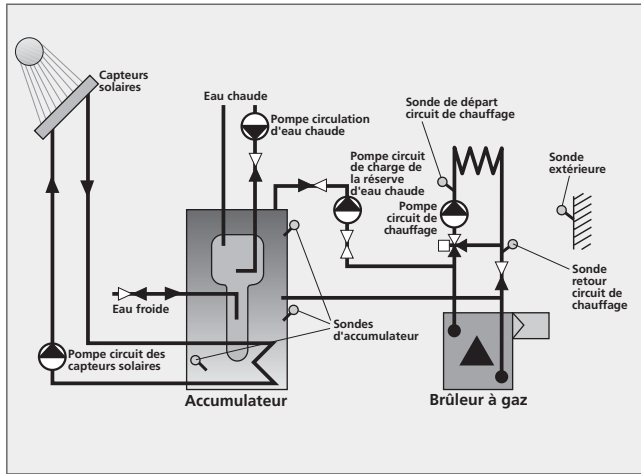 Capteurs
solaires
Eau chaude
Pompe circulation
d'eau chaude
Sonde de départ
circuit de chauffage
Pompe circuit
de charge de
la réserve
d'eau chaude
Pompe
circuit de
chauffage
Sonde
extérieure
Sonde
retour
circuit de
chauffage
Eau froide
Sondes
d'accumulateur
Pompe circuit des
capteurs solaires
Accumulateur
Brûleur à gaz